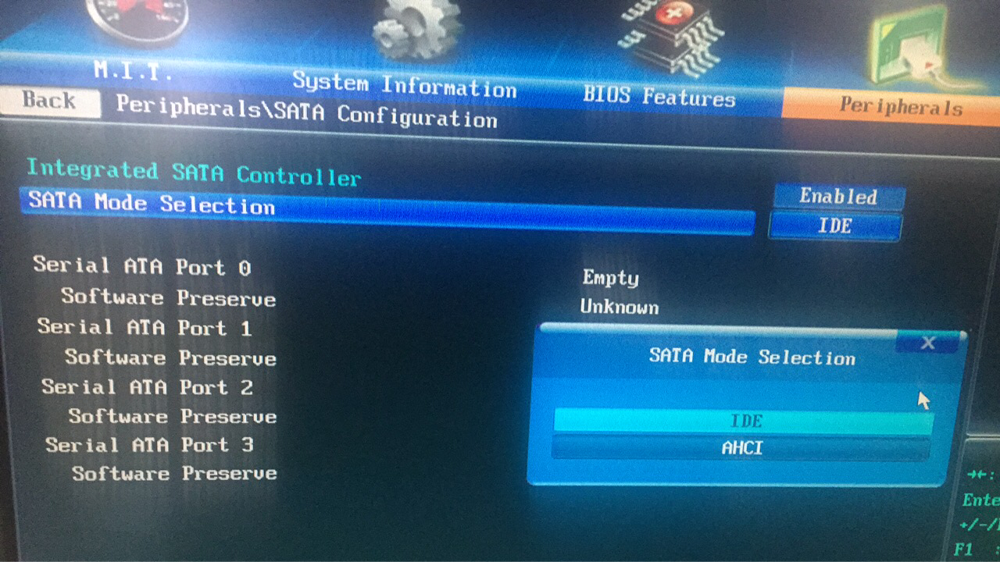 M.I.T.
System Information
BIOS Features
Peripherals
Back
Peripherals\SATA Configuration
Integrated SATA Controller
Enabled
SATA Mode Selection
IDE
Serial ATA Port 0
Empty
Software Preserve
Unknown
Serial ATA Port 1
Software Preserve
Serial ATA Port 2
Software Preserve
Serial ATA Port 3
Software Preserve
SATA Mode Selection
X
IDE
AHCI
→←:
Ente
+/-/
F1 :